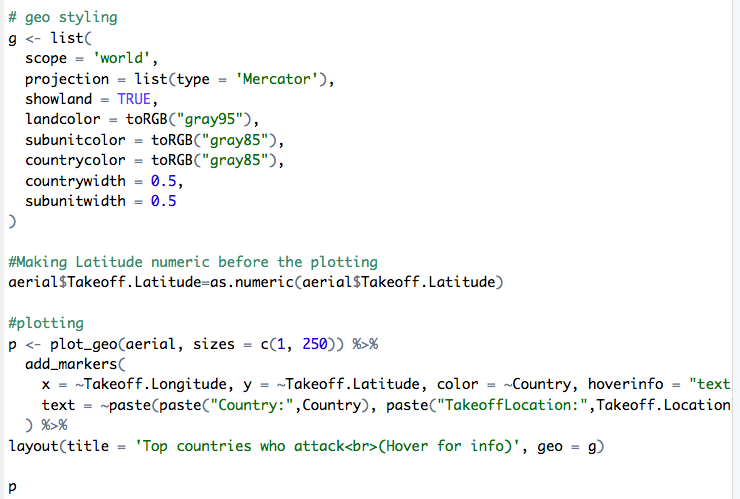 # geo styling
g <- list(
  scope = 'world',
  projection = list(type = 'Mercator'),
  showland = TRUE,
  landcolor = toRGB("gray95"),
  subunitcolor = toRGB("gray85"),
  countrycolor = toRGB("gray85"),
  countrywidth = 0.5,
  subunitwidth = 0.5
)
#Making Latitude numeric before the plotting
aerial$Takeoff.Latitude=as.numeric(aerial$Takeoff.Latitude)
#plotting
p <- plot_geo(aerial, sizes = c(1, 250)) %>%
  add_markers(
    x = ~Takeoff.Longitude, y = ~Takeoff.Latitude, color = ~Country, hoverinfo = "text
    text = ~paste(paste("Country:",Country), paste("TakeoffLocation:",Takeoff.Location
  ) %>%
layout(title = 'Top countries who attack<br>(Hover for info)', geo = g)
p